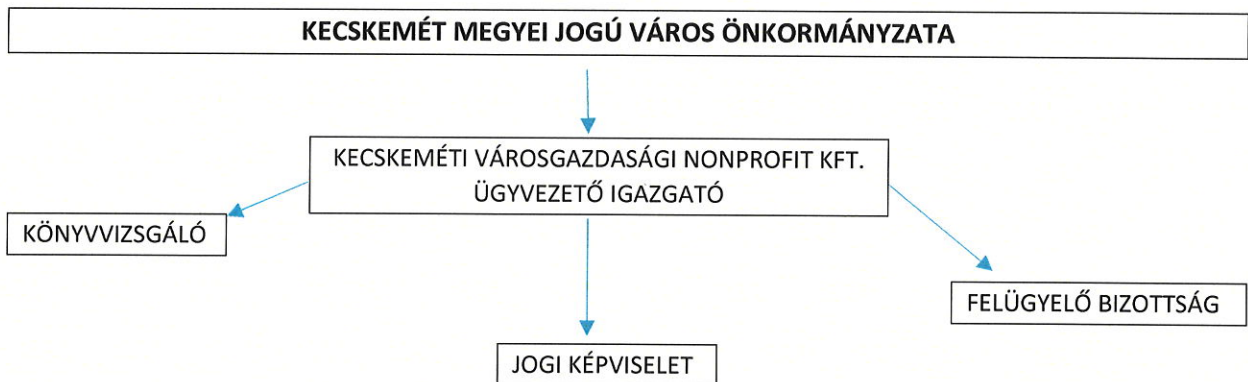 KECSKEMÉT MEGYEI JOGÚ VÁROS ÖNKORMÁNYZATA
KECSKEMÉTI VÁROSGAZDASÁGI NONPROFIT KFT.
ÜGYVEZETŐ IGAZGATÓ
KÖNYVVIZSGÁLÓ
FELÜGYELŐ BIZOTTSÁG
JOGI KÉPVISELET